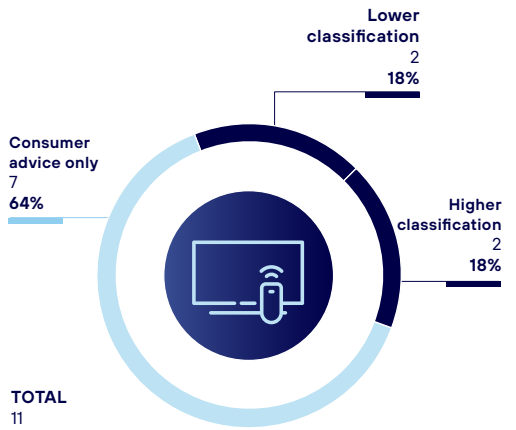 Lower
classification
2
18%
Consumer
advice only
7
64%
Higher
classification
2
18%
TOTAL
11